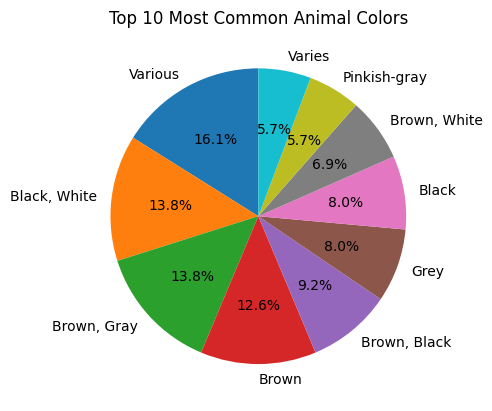 Top 10 Most Common Animal Colors
Varies
Various
Pinkish-gray
Brown, White
Black, White
Black
Grey
Brown, Gray
Brown, Black
Brown
5.7%
5.7%
16.1%
6.9%
13.8%
8.0%
8.0%
13.8%
9.2%
12.6%